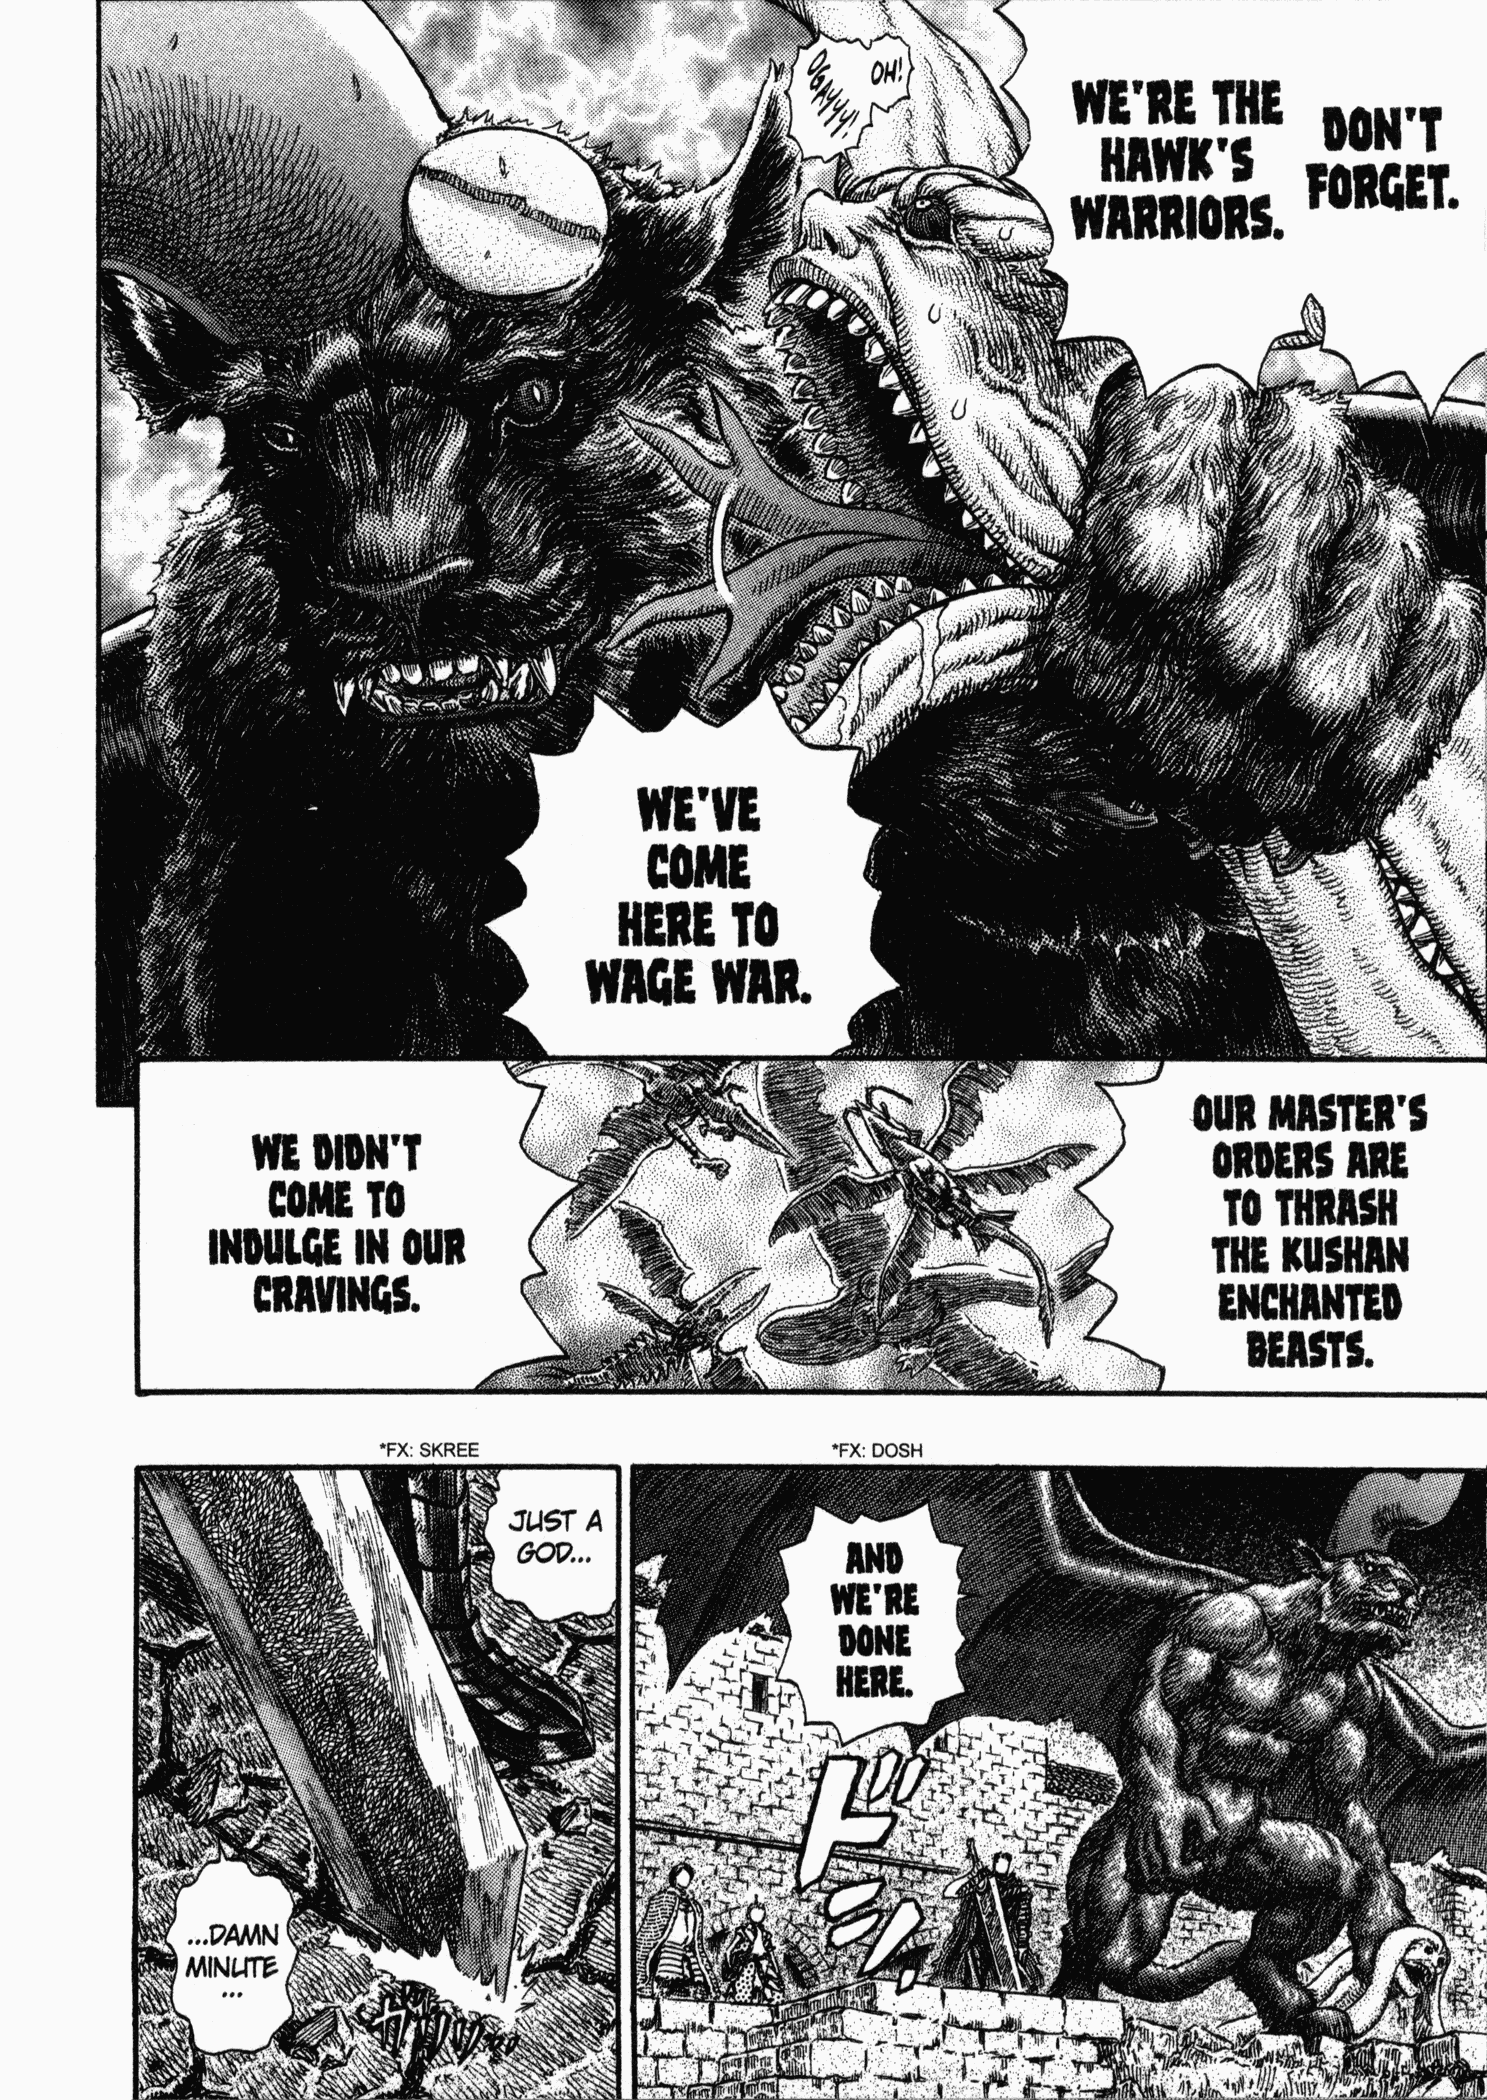 DON'T
FORGET.
WE'RE THE
HAWK'S
WARRIORS.
OH!
OGAYYY!
WE'VE
COME
HERE TO
WAGE WAR.
OUR MASTER'S
ORDERS ARE
TO THRASH
THE KUSHAN
ENCHANTED
BEASTS.
WE DIDN'T
COME TO
INDULGE IN OUR
CRAVINGS.
*FX: DOSH
AND
WE'RE
DONE
HERE.
ドシ
*FX: SKREE
JUST A
GOD...
...DAMN
MINUTE
...